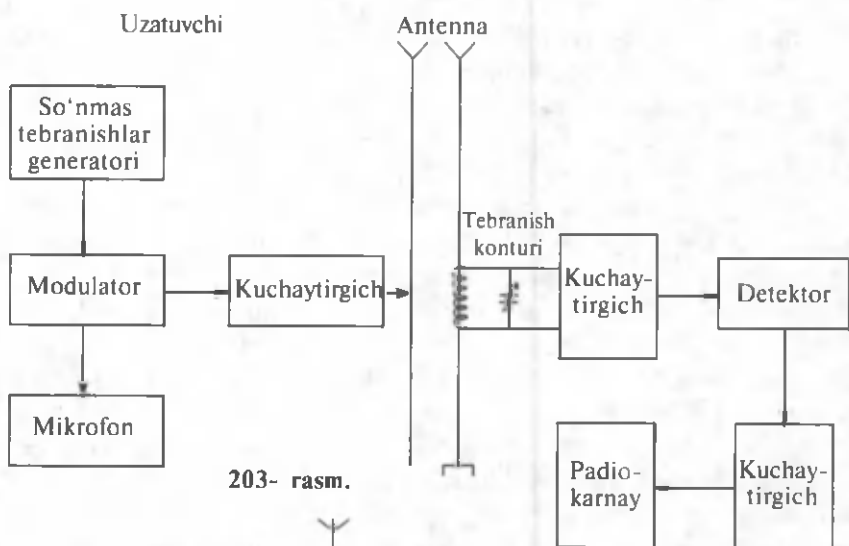 Uzatuvchi
Antenna
So‘nmas
tebranishlar
generatori
Modulator
Kuchaytirgich
Mikrofon
Tebranish
konturi
Kuchay-
tirgich
Detektor
Kuchay-
tirgich
Padio-
karnay
203- rasm.